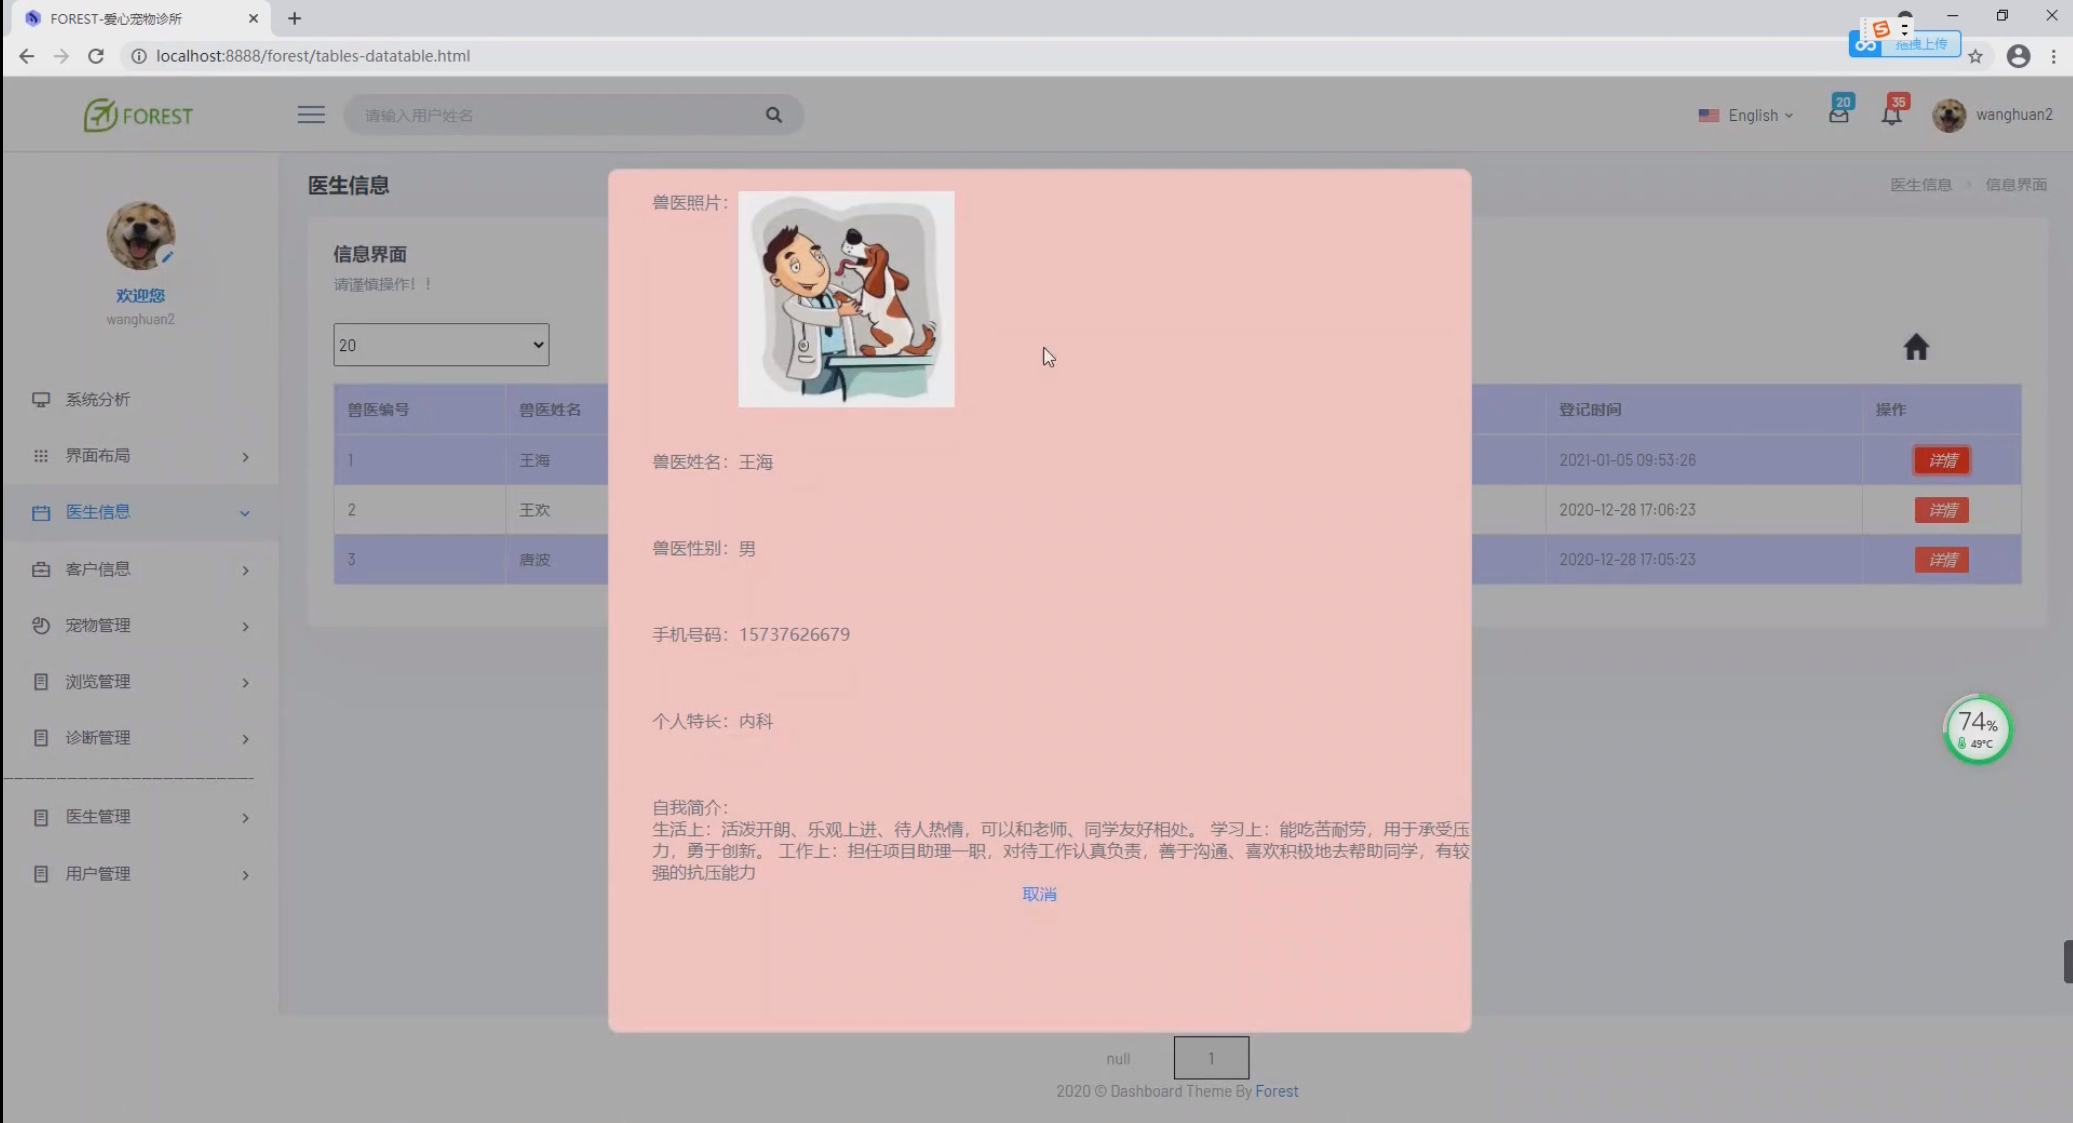 FOREST-爱心宠物诊所
localhost:8888/forest/tables-datatable.html
拖拽上传
FOREST
请输入用户姓名
English
20
35
wanghuan2
欢迎您
wanghuan2
系统分析
界面布局
医生信息
客户信息
宠物管理
浏览管理
诊断管理
医生管理
用户管理
医生信息
医生信息 > 信息界面
信息界面
请谨慎操作！！
20
兽医编号 兽医姓名 登记时间 操作
1 王海 2021-01-05 09:53:26 详情
2 王欢 2020-12-28 17:06:23 详情
3 唐波 2020-12-28 17:05:23 详情
兽医照片：
兽医姓名：王海
兽医性别：男
手机号码：15737626679
个人特长：内科
自我简介：
生活上：活泼开朗、乐观上进、待人热情，可以和老师、同学友好相处。 学习上：能吃苦耐劳，用于承受压
力，勇于创新。 工作上：担任项目助理一职，对待工作认真负责，善于沟通、喜欢积极地去帮助同学，有较
强的抗压能力
取消
74%
49°C
null 1
2020 © Dashboard Theme By Forest